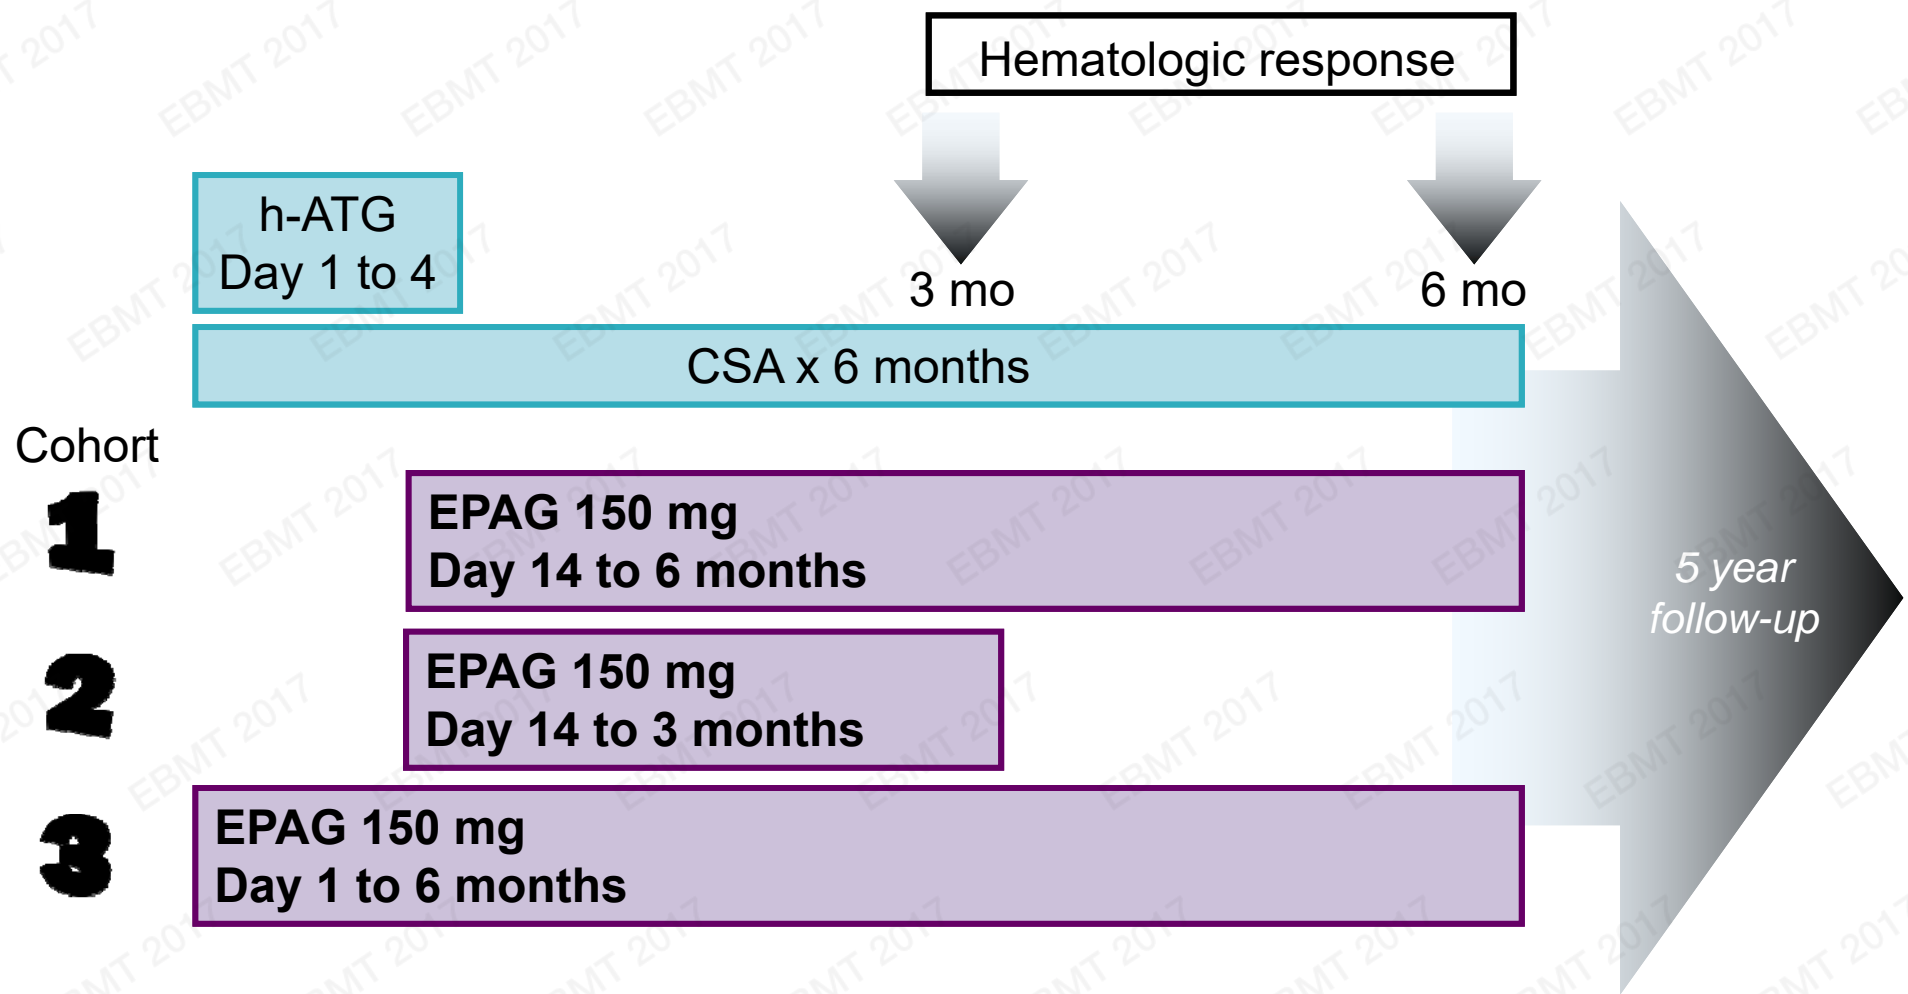 Hematologic response
h-ATG
Day 1 to 4
3 mo
6 mo
CSA x 6 months
Cohort
1
EPAG 150 mg
Day 14 to 6 months
2
EPAG 150 mg
Day 14 to 3 months
3
EPAG 150 mg
Day 1 to 6 months
5 year
follow-up
EBMT 2017